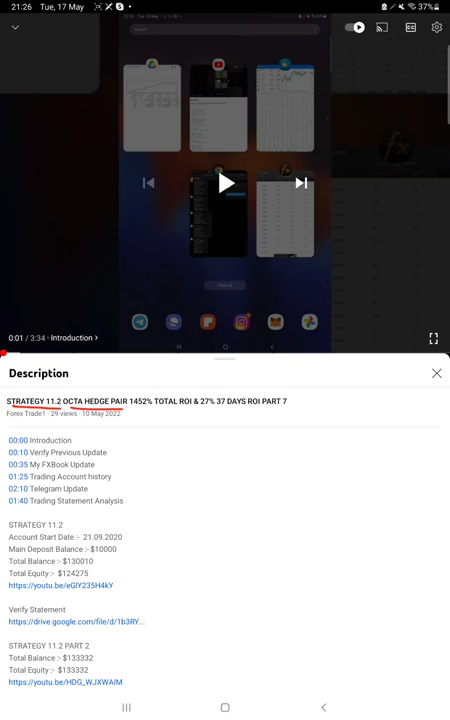 21:26 Tue, 17 May
37%
Search
CC
Clear all
0:01 / 3:34 · Introduction >
Description
STRATEGY 11.2 OCTA HEDGE PAIR 1452% TOTAL ROI & 27% 37 DAYS ROI PART 7
Forex Trade1 · 29 views · 10 May 2022
00:00 Introduction
00:10 Verify Previous Update
00:35 My FXBook Update
01:25 Trading Account history
02:10 Telegram Update
01:40 Trading Statement Analysis
STRATEGY 11.2
Account Start Date :- 21.09.2020
Main Deposit Balance :- $10000
Total Balance :- $130010
Total Equity :- $124275
https://youtu.be/eGlY235H4kY
Verify Statement
https://drive.google.com/file/d/1b3RY...
STRATEGY 11.2 PART 2
Total Balance :- $133332
Total Equity :- $133332
https://youtu.be/HDG_WJXWAIM